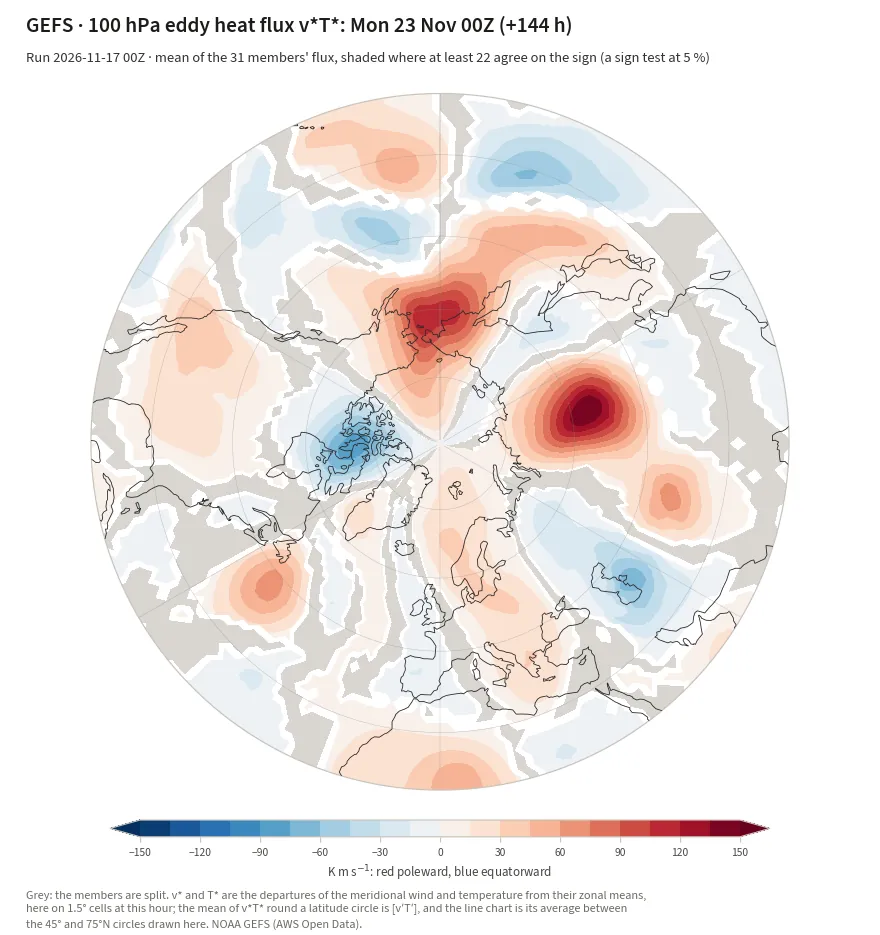 GEFS · 100 hPa eddy heat flux v*T*: Mon 23 Nov 00Z (+144 h)
Run 2026-11-17 00Z · mean of the 31 members' flux, shaded where at least 22 agree on the sign (a sign test at 5 %)
−150 −120 −90 −60 −30 0 30 60 90 120 150
K m s⁻¹: red poleward, blue equatorward
Grey: the members are split. v* and T* are the departures of the meridional wind and temperature from their zonal means,
here on 1.5° cells at this hour; the mean of v*T* round a latitude circle is [v'T'], and the line chart is its average between
the 45° and 75°N circles drawn here. NOAA GEFS (AWS Open Data).